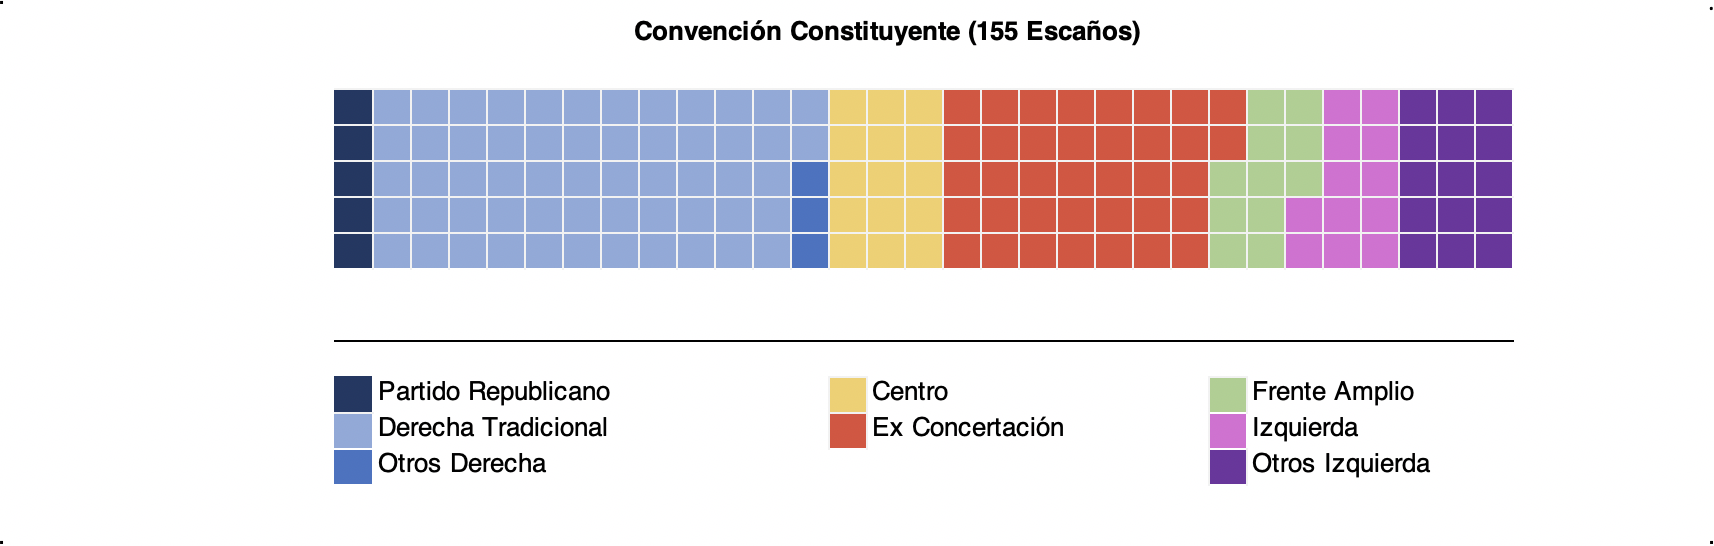 Convención Constituyente (155 Escaños)
Partido Republicano
Derecha Tradicional
Otros Derecha
Centro
Ex Concertación
Frente Amplio
Izquierda
Otros Izquierda